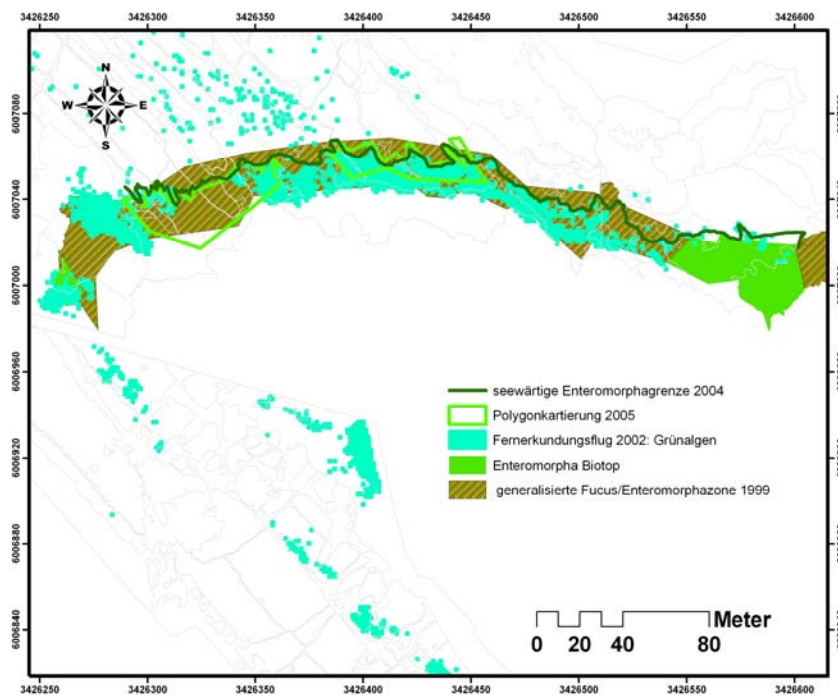 3426250 3426300 3426350 3426400 3426450 3426500 3426550 3426600
N
W E
S
6007080
6007040
6007000
6006960
6006920
6006880
6006840
seewärtige Enteromorphagrenze 2004
Polygonkartierung 2005
Fernerkundungsflug 2002: Grünalgen
Enteromorpha Biotop
generalisierte Fucus/Enteromorphazone 1999
Meter
0 20 40 80
3426250 3426300 3426350 3426400 3426450 3426500 3426550 3426600